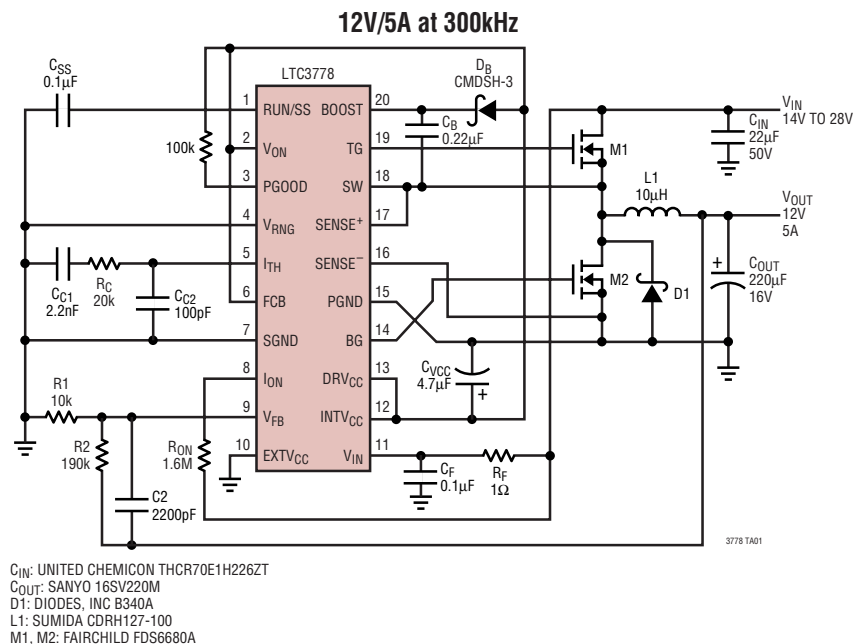 12V/5A at 300kHz
LTC3778
CSS
0.1µF
DB
CMDSH-3
1 RUN/SS BOOST 20
2 VON TG 19
3 PGOOD SW 18
4 VRNG SENSE+ 17
5 ITH SENSE– 16
6 FCB PGND 15
7 SGND BG 14
8 ION DRVCC 13
9 VFB INTVCC 12
10 EXTVCC VIN 11
100k
CB
0.22µF
M1
VIN
14V TO 28V
CIN
22µF
50V
L1
10µH
VOUT
12V
5A
CC1
2.2nF
RC
20k
CC2
100pF
M2
D1
+
COUT
220µF
16V
CVCC
4.7µF
+
R1
10k
R2
190k
RON
1.6M
C2
2200pF
CF
0.1µF
RF
1Ω
3778 TA01
CIN: UNITED CHEMICON THCR70E1H226ZT
COUT: SANYO 16SV220M
D1: DIODES, INC B340A
L1: SUMIDA CDRH127-100
M1, M2: FAIRCHILD FDS6680A